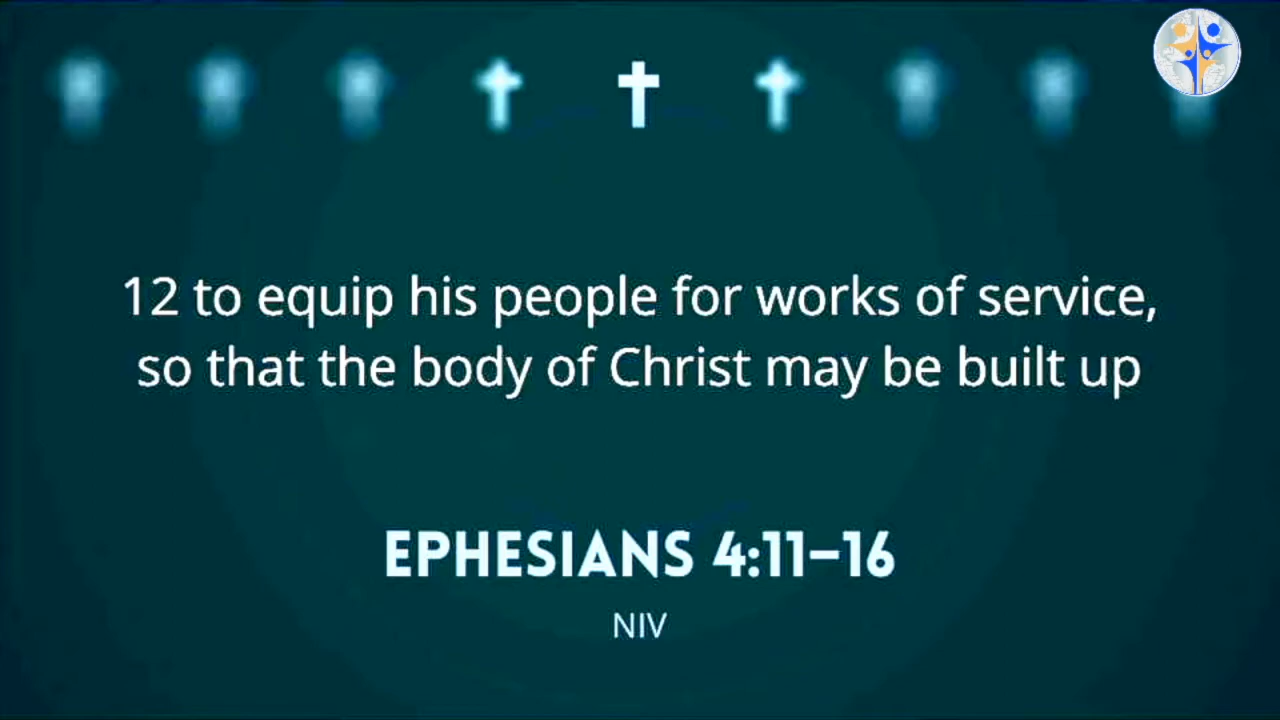 12 to equip his people for works of service,
so that the body of Christ may be built up
EPHESIANS 4:11–16
NIV